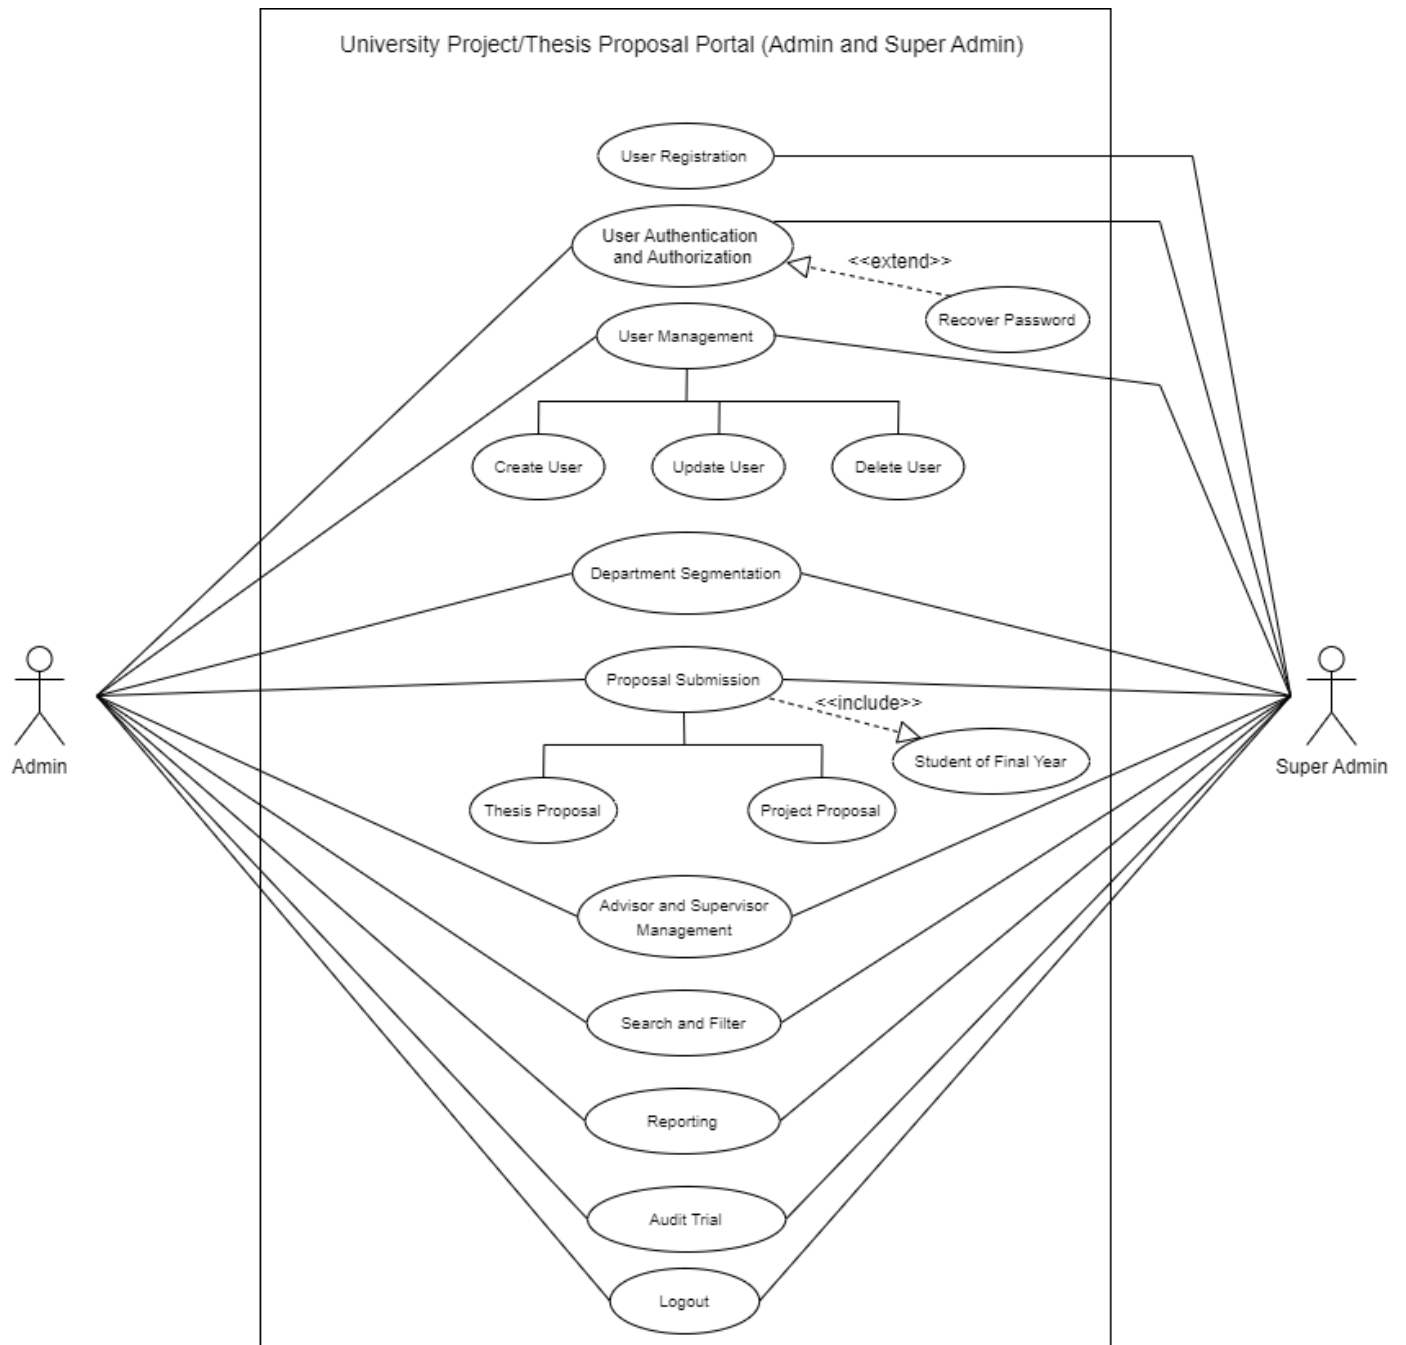 University Project/Thesis Proposal Portal (Admin and Super Admin)
User Registration
User Authentication
and Authorization
<<extend>>
Recover Password
User Management
Create User
Update User
Delete User
Department Segmentation
Proposal Submission
<<include>>
Student of Final Year
Admin
Super Admin
Thesis Proposal
Project Proposal
Advisor and Supervisor
Management
Search and Filter
Reporting
Audit Trial
Logout